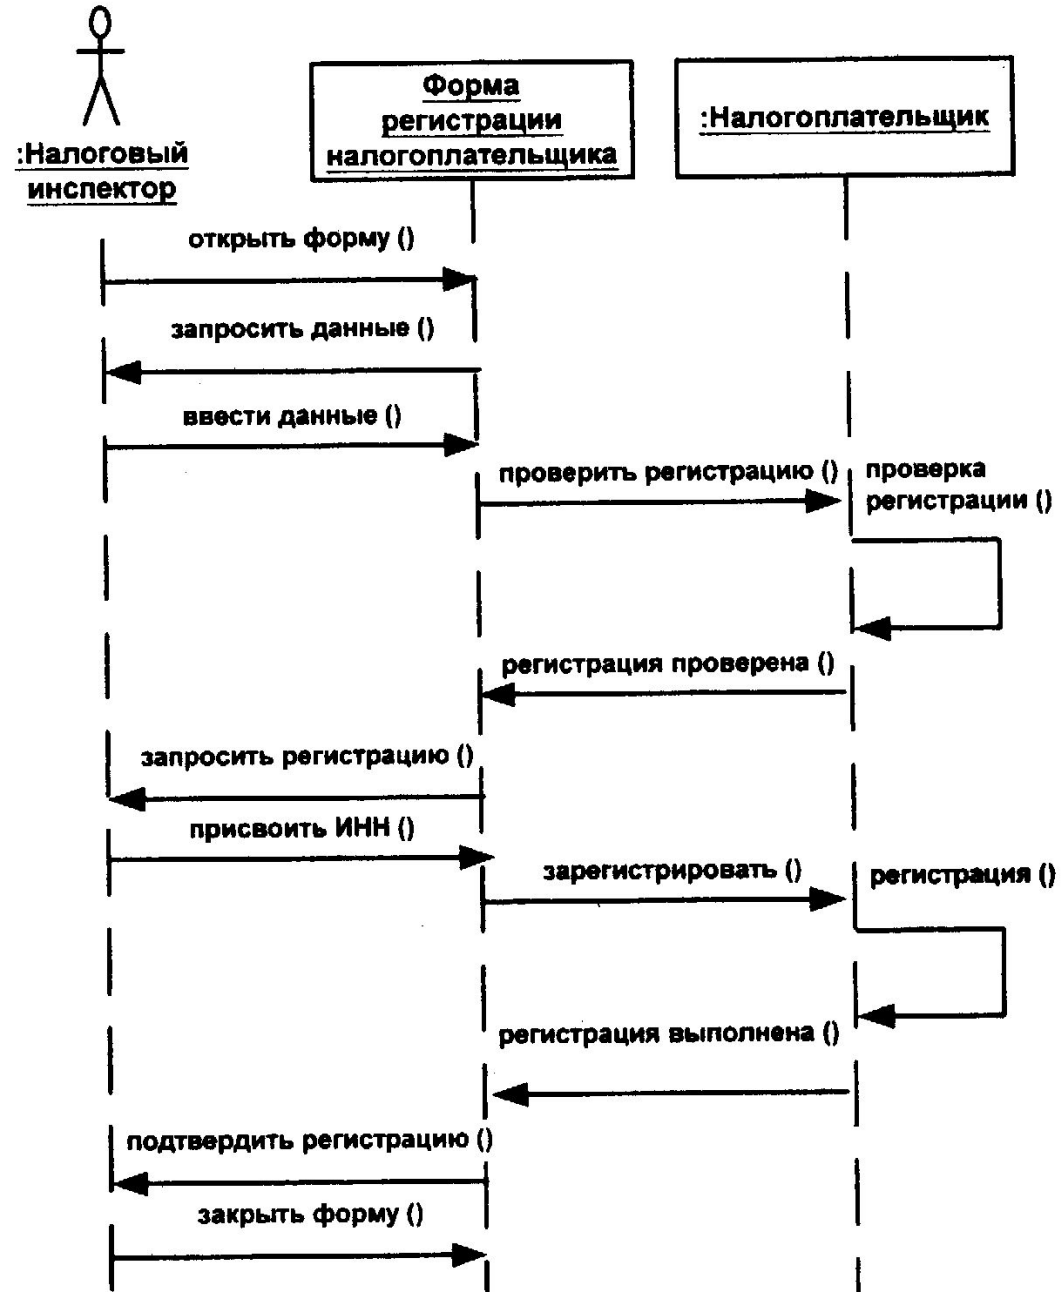 :Налоговый
инспектор
Форма
регистрации
налогоплательщика
:Налогоплательщик
открыть форму ()
запросить данные ()
ввести данные ()
проверить регистрацию ()
проверка
регистрации ()
регистрация проверена ()
запросить регистрацию ()
присвоить ИНН ()
зарегистрировать ()
регистрация ()
регистрация выполнена ()
подтвердить регистрацию ()
закрыть форму ()